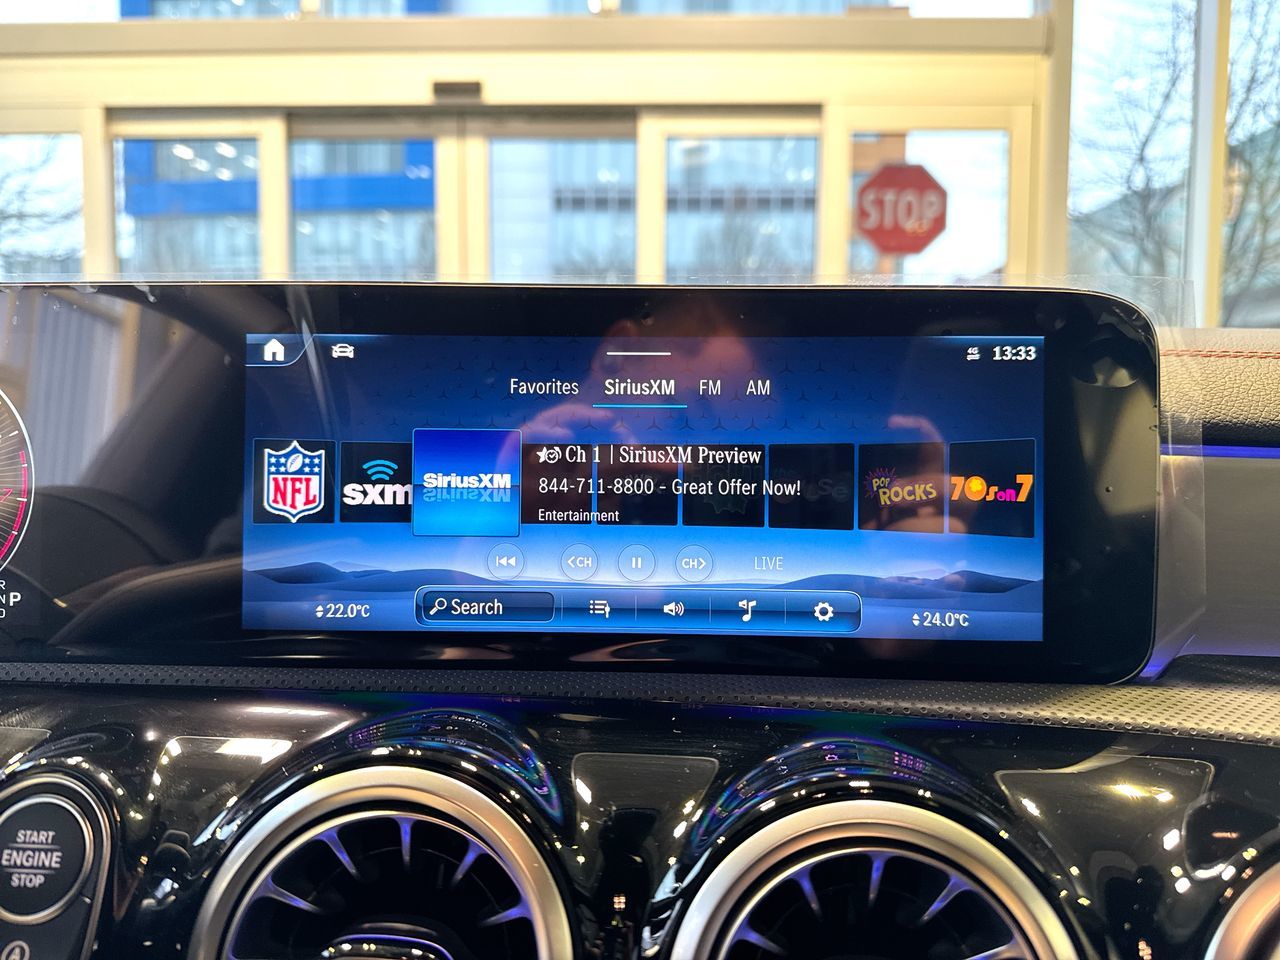 STOP
4G 13:33
Favorites SiriusXM FM AM
NFL
sxm
SiriusXM
Ch 1 | SiriusXM Preview
844-711-8800 - Great Offer Now!
Entertainment
POP ROCKS
70s on 7
<CH
CH>
LIVE
22.0°C
Search
24.0°C
R
N P
D
START
ENGINE
STOP
A